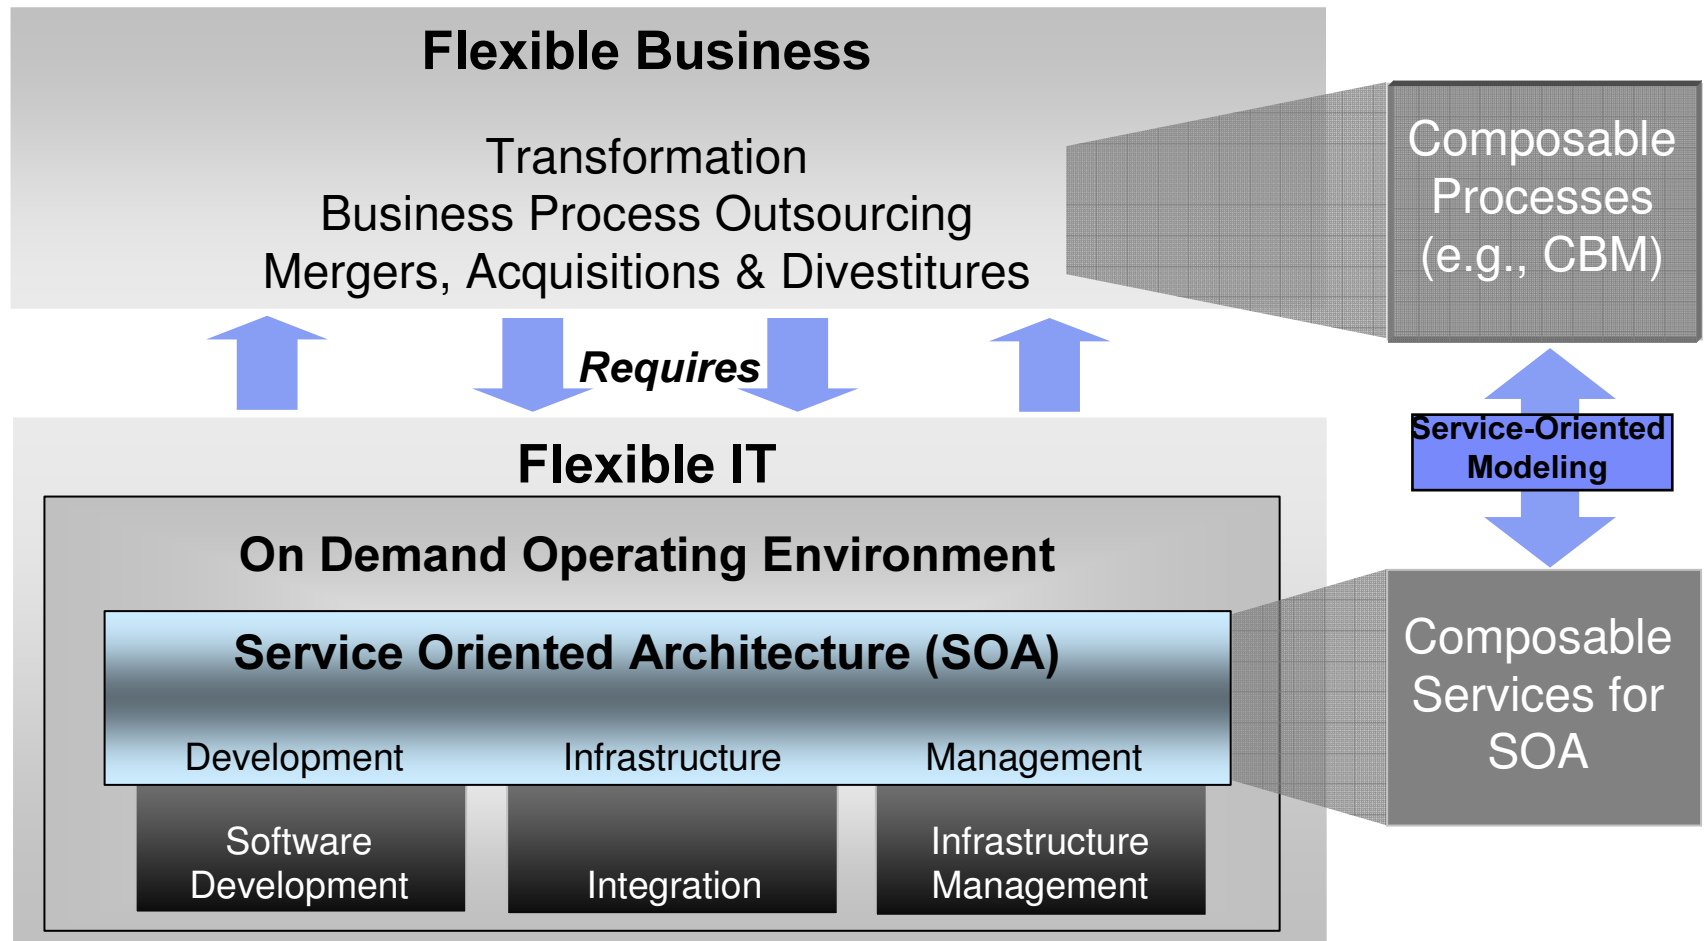 Flexible Business
Transformation
Business Process Outsourcing
Mergers, Acquisitions & Divestitures
Composable
Processes
(e.g., CBM)
Requires
Service-Oriented
Modeling
Flexible IT
On Demand Operating Environment
Service Oriented Architecture (SOA)
Development
Infrastructure
Management
Composable
Services for
SOA
Software
Development
Integration
Infrastructure
Management